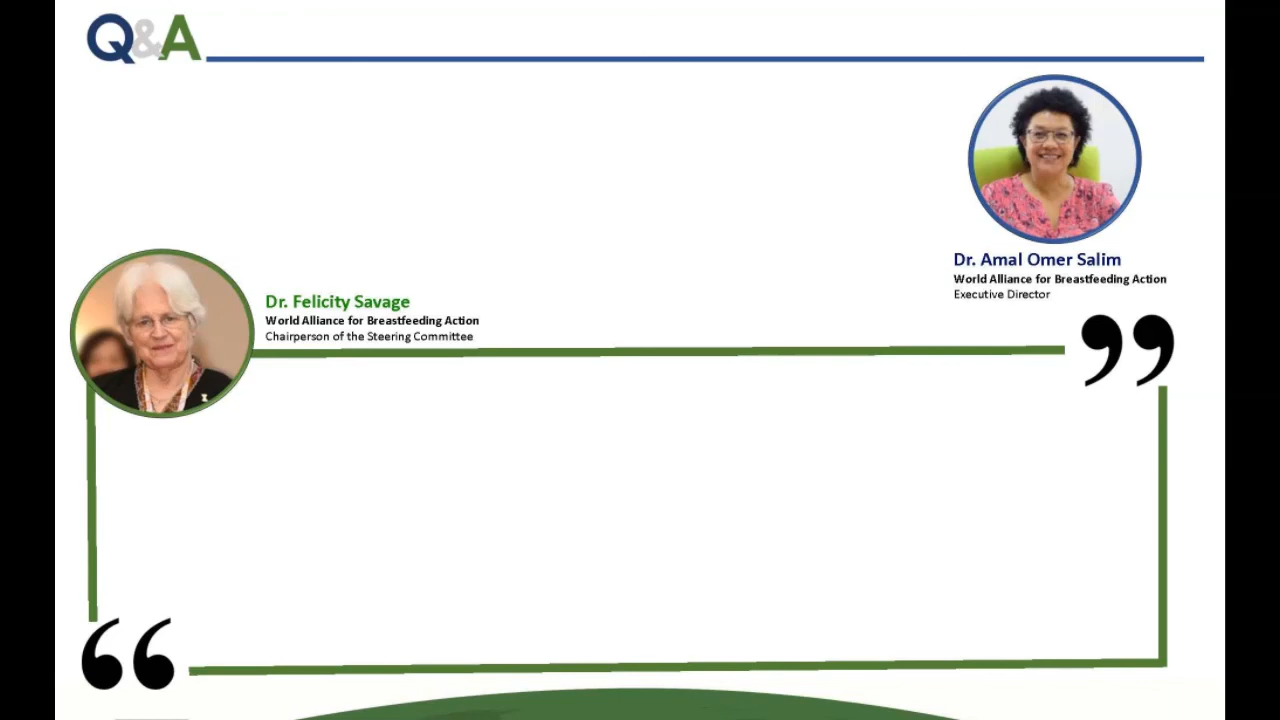 Q&A
Dr. Amal Omer Salim
World Alliance for Breastfeeding Action
Executive Director
Dr. Felicity Savage
World Alliance for Breastfeeding Action
Chairperson of the Steering Committee
”
“